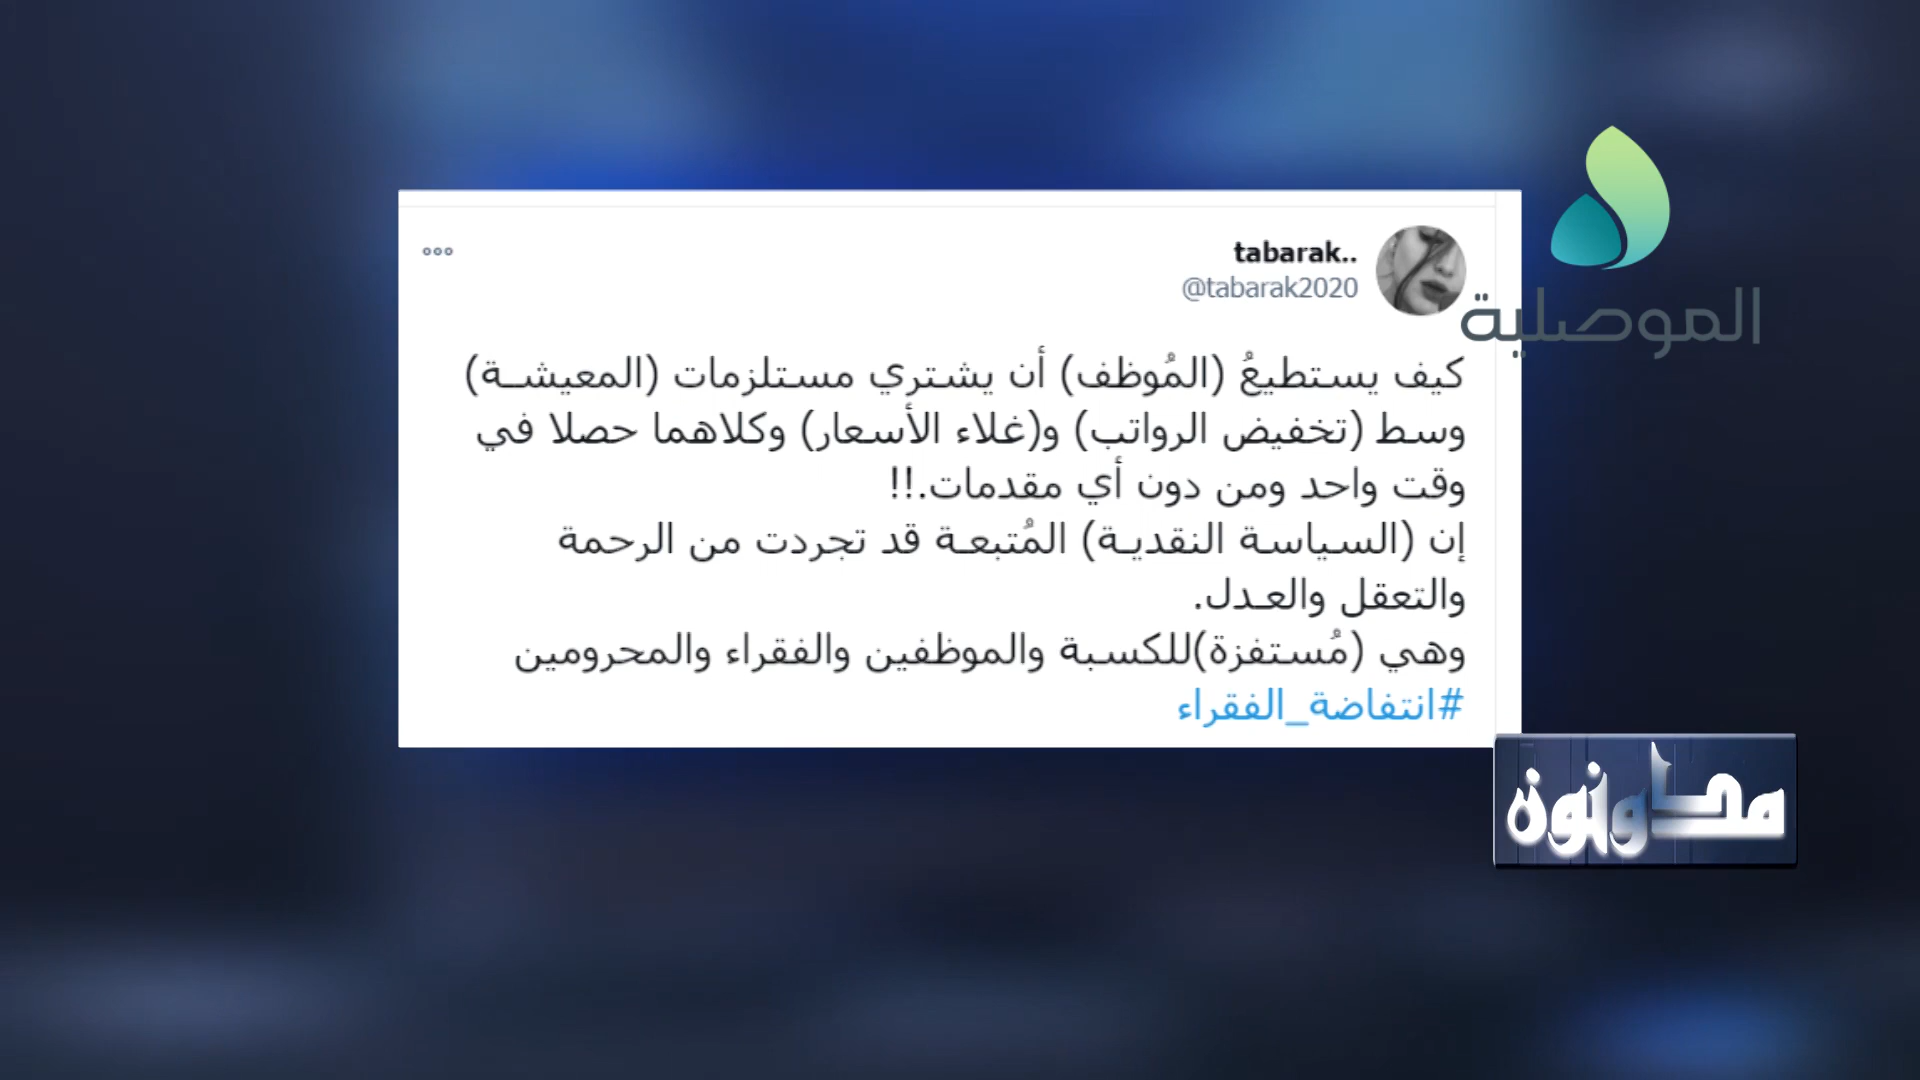 tabarak..
@tabarak2020
الموصلية
كيف يستطيعُ (المُوظف) أن يشتري مستلزمات (المعيشة)
وسط (تخفيض الرواتب) و(غلاء الأسعار) وكلاهما حصلا في
وقت واحد ومن دون أي مقدمات.!!
إن (السياسة النقدية) المُتبعة قد تجردت من الرحمة
والتعقل والعدل.
وهي (مُستفزة)للكسبة والموظفين والفقراء والمحرومين
#انتفاضة_الفقراء